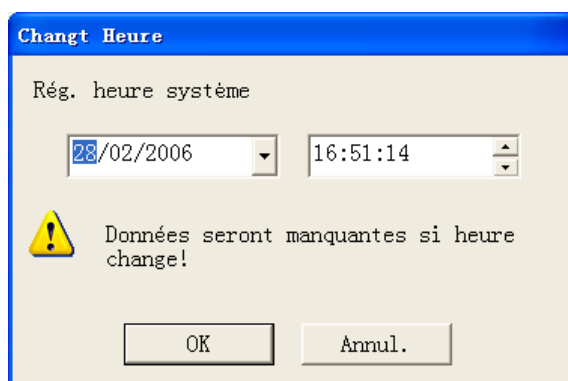 Changt Heure
Rég. heure système
28/02/2006 16:51:14
Données seront manquantes si heure
change!
OK Annul.